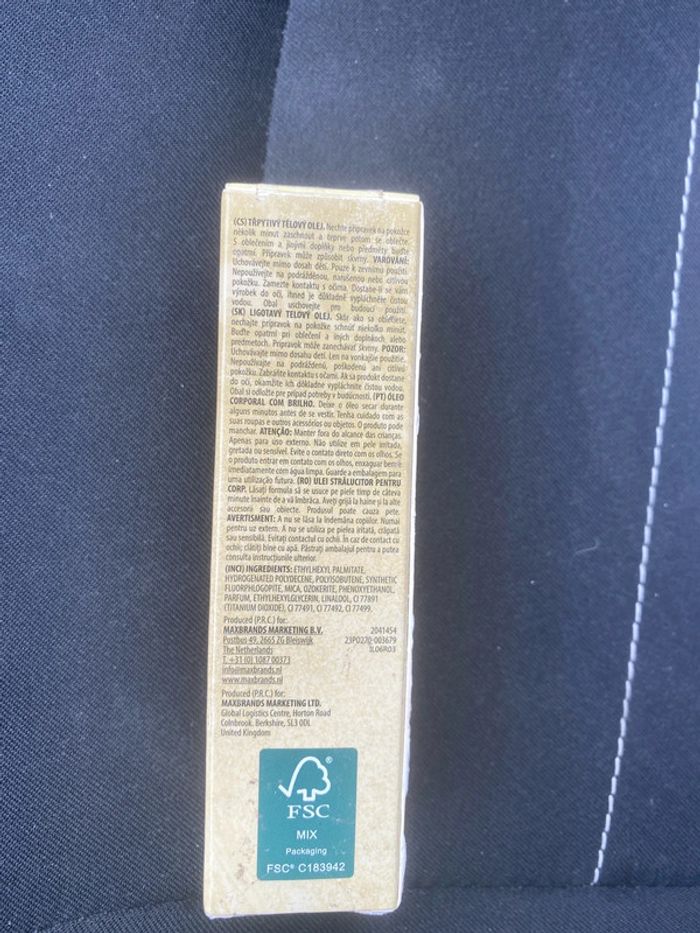 (CS) TŘPYTIVÝ TĚLOVÝ OLEJ. Nechte přípravek na pokožce
několik minut zaschnout a teprve potom se oblečte.
S oblečením a jinými doplňky nebo předměty buďte
opatrní. Přípravek může způsobit skvrny. VAROVÁNÍ:
Uchovávejte mimo dosah dětí. Pouze k zevnímu použití.
Nepoužívejte na podrážděnou, narušenou nebo citlivou
pokožku. Zamezte kontaktu s očima. Dostane-li se vám
výrobek do očí, ihned je důkladně vypláchněte čistou
vodou. Obal uschovejte pro budoucí použití.
(SK) LIGOTAVÝ TELOVÝ OLEJ. Skôr ako sa oblečiete,
nechajte prípravok na pokožke schnúť niekoľko minút.
Buďte opatrní pri oblečení a iných doplnkoch alebo
predmetoch. Prípravok môže zanechávať škvrny. POZOR:
Uchovávajte mimo dosahu detí. Len na vonkajšie použitie.
Nepoužívajte na podráždenú, poškodenú ani citlivú
pokožku. Zabráňte kontaktu s očami. Ak sa produkt dostane
do očí, okamžite ich dôkladne vypláchnite čistou vodou.
Obal si odložte pre prípad potreby v budúcnosti. (PT) ÓLEO
CORPORAL COM BRILHO. Deixe o óleo secar durante
alguns minutos antes de se vestir. Tenha cuidado com as
suas roupas e outros acessórios ou objetos. O produto pode
manchar. ATENÇÃO: Manter fora do alcance das crianças.
Apenas para uso externo. Não utilize em pele irritada,
gretada ou sensível. Evite o contato direto com os olhos. Se
o produto entrar em contato com os olhos, enxaguar bem e
imediatamente com água limpa. Guarde a embalagem para
uma utilização futura. (RO) ULEI STRĂLUCITOR PENTRU
CORP. Lăsați formula să se usuce pe piele timp de câteva
minute înainte de a vă îmbrăca. Aveți grijă la haine și la alte
accesorii sau obiecte. Produsul poate cauza pete.
AVERTISMENT: A nu se lăsa la îndemâna copiilor. Numai
pentru uz extern. A nu se utiliza pe pielea iritată, crăpată
sau sensibilă. Evitați contactul cu ochii. În caz de contact cu
ochii; clătiți bine cu apă. Păstrați ambalajul pentru a putea
consulta instrucțiunile ulterior.
(INCI) INGREDIENTS: ETHYLHEXYL PALMITATE,
HYDROGENATED POLYDECENE, POLYISOBUTENE, SYNTHETIC
FLUORPHLOGOPITE, MICA, OZOKERITE, PHENOXYETHANOL,
PARFUM, ETHYLHEXYLGLYCERIN, LINALOOL, CI 77891
(TITANIUM DIOXIDE), CI 77491, CI 77492, CI 77499.
Produced (P.R.C.) for:
MAXBRANDS MARKETING B.V. 2041454
Postbus 49, 2665 ZG Bleiswijk 23PO220-003679
The Netherlands JL06R03
T. +31 (0) 1087 00373
info@maxbrands.nl
www.maxbrands.nl
Produced (P.R.C.) for:
MAXBRANDS MARKETING LTD.
Global Logistics Centre, Horton Road
Colnbrook. Berkshire, SL3 0DL
United Kingdom
FSC
MIX
Packaging
FSC® C183942